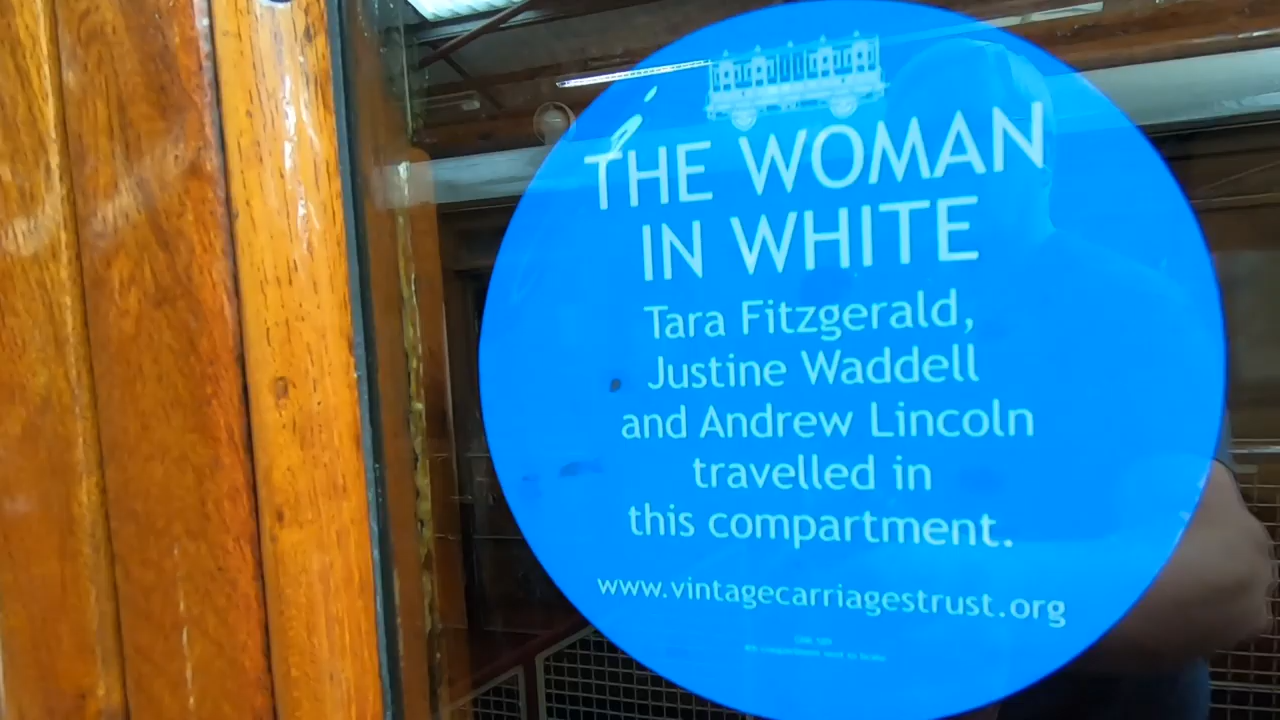 THE WOMAN
IN WHITE
Tara Fitzgerald,
Justine Waddell
and Andrew Lincoln
travelled in
this compartment.
www.vintagecarriagestrust.org